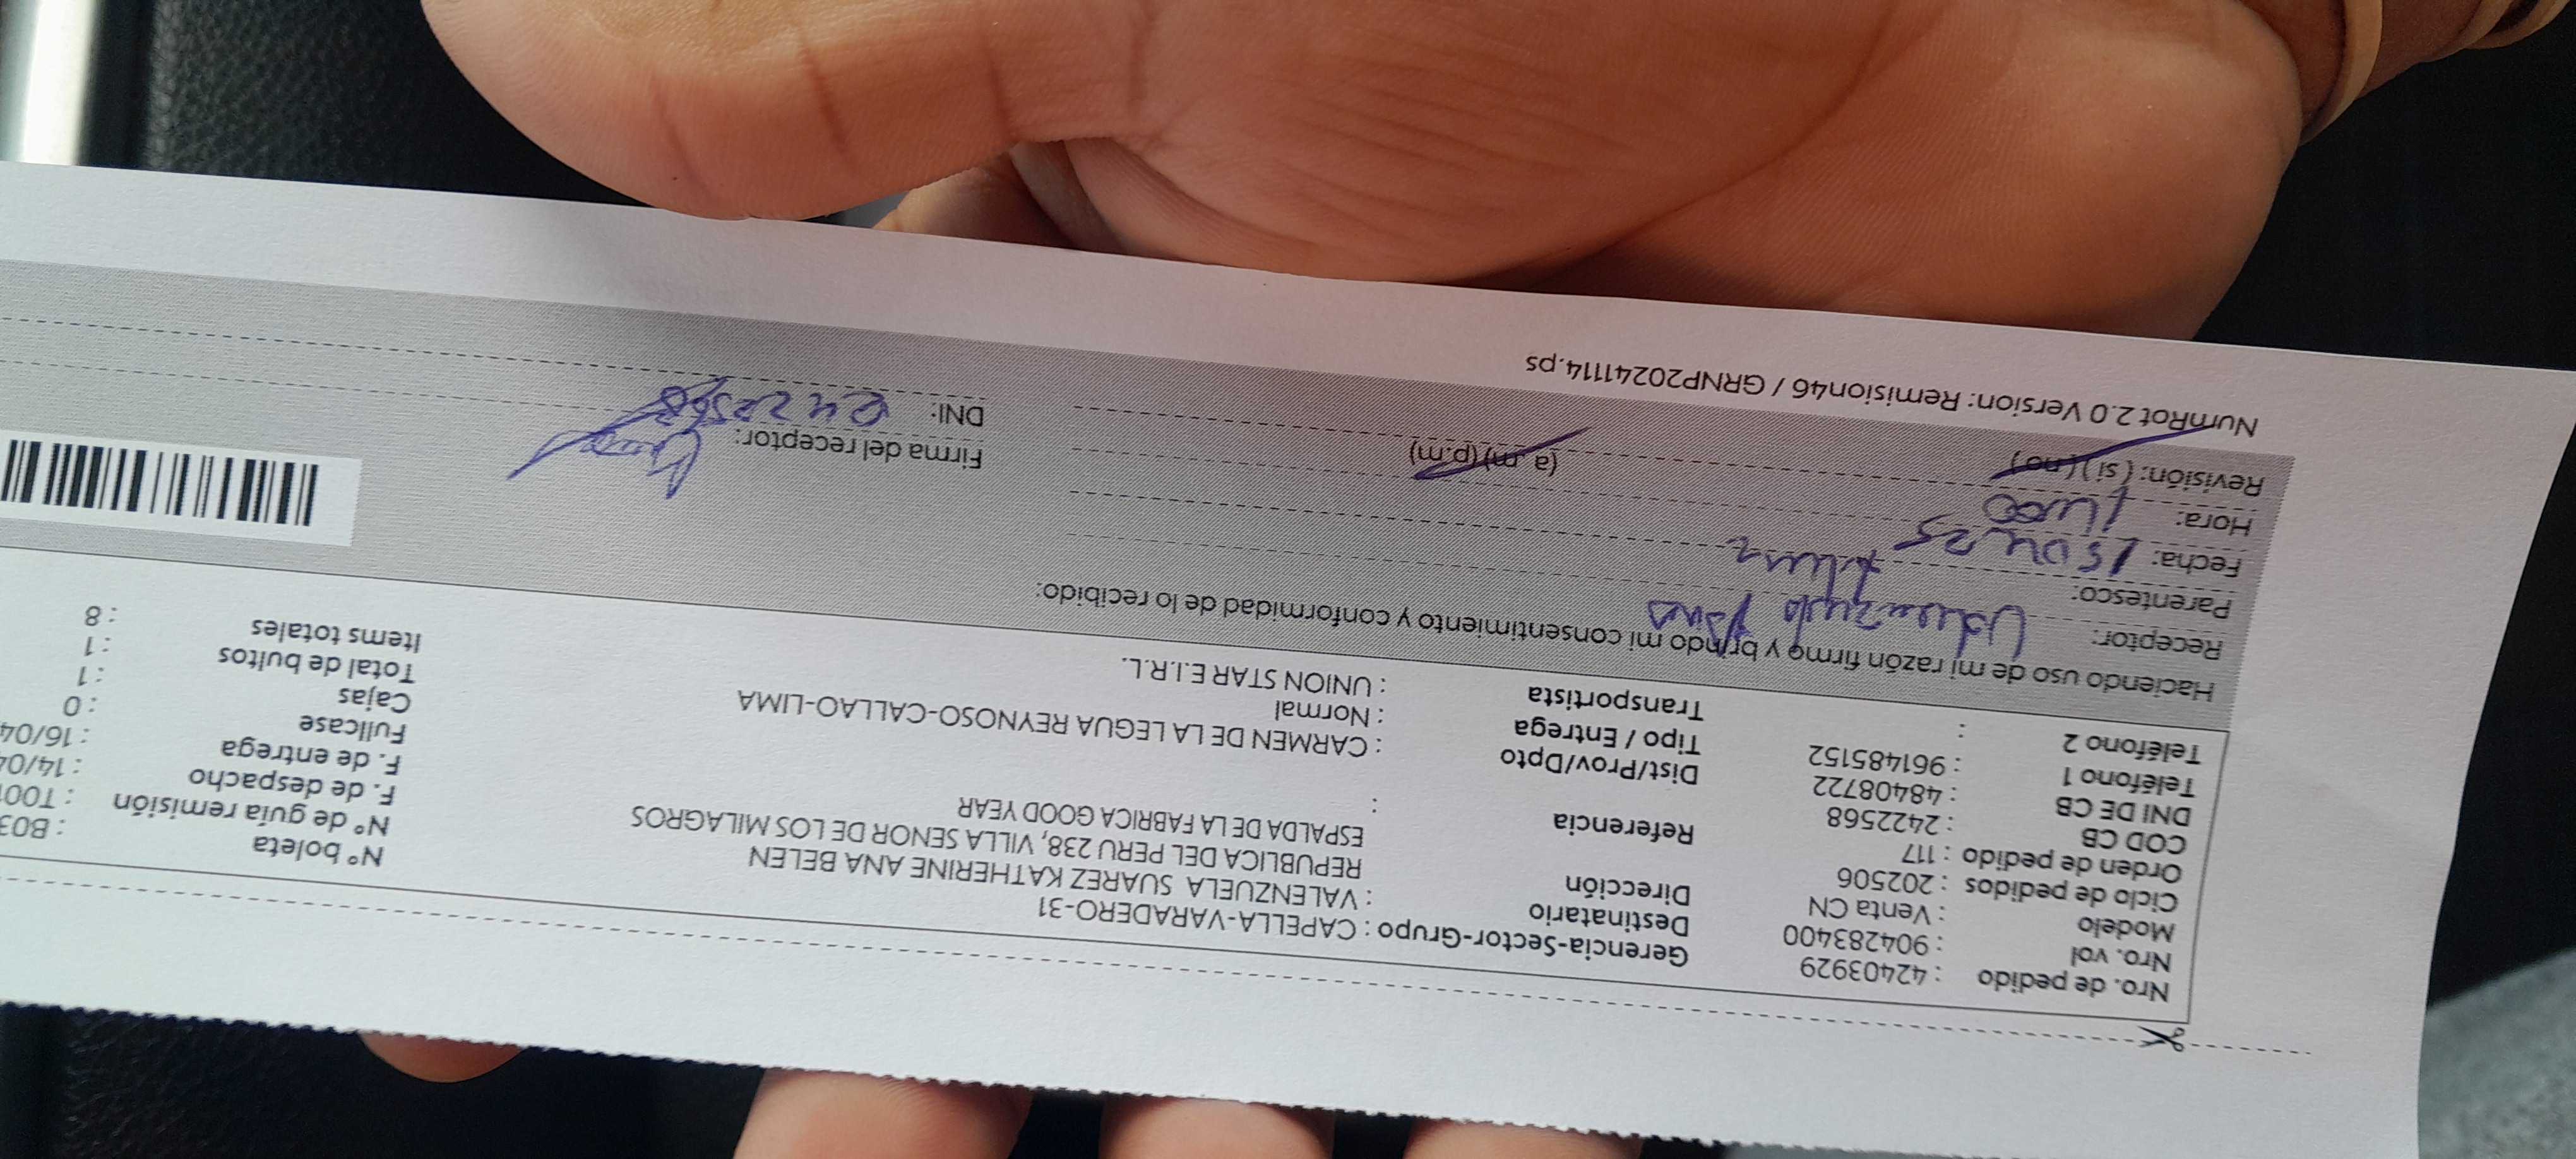 Nro. de pedido : 42403929 Gerencia-Sector-Grupo : CAPELLA-VARADERO-31
Nro. vol : 904283400 Destinatario : VALENZUELA SUAREZ KATHERINE ANA BELEN Nº boleta : B03
Modelo : Venta CN Dirección REPUBLICA DEL PERU 238, VILLA SENOR DE LOS MILAGROS Nº de guía remisión : T001
Ciclo de pedidos : 202506 ESPALDA DE LA FABRICA GOOD YEAR F. de despacho : 14/04
Orden de pedido : 117 Referencia : F. de entrega : 16/04
COD CB : 2422568 Dist/Prov/Dpto : CARMEN DE LA LEGUA REYNOSO-CALLAO-LIMA Fullcase : 0
DNI DE CB : 48408722 Tipo / Entrega : Normal Cajas : 1
Teléfono 1 : 961485152 Transportista : UNION STAR E.I.R.L. Total de bultos : 1
Teléfono 2 : Items totales : 8
Haciendo uso de mi razón firmo y brindo mi consentimiento y conformidad de lo recibido:
Receptor: Valenzuela
Parentesco:
Fecha: 15 04 25
Hora: 1400 (a.m) (p.m) Firma del receptor:
Revisión: (si) (no) DNI:
NumRot 2.0 Version: Remision46 / GRNP20241114.ps